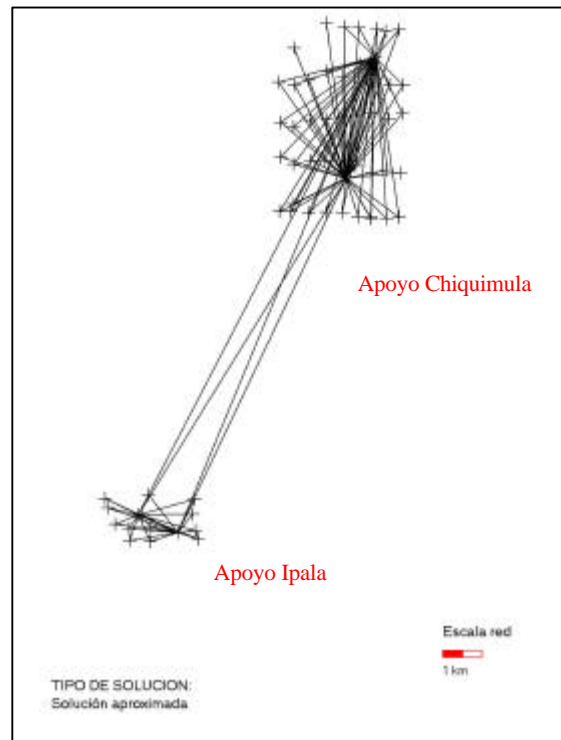 Apoyo Chiquimula
Apoyo Ipala
Escala red
1 km
TIPO DE SOLUCION:
Solución aproximada